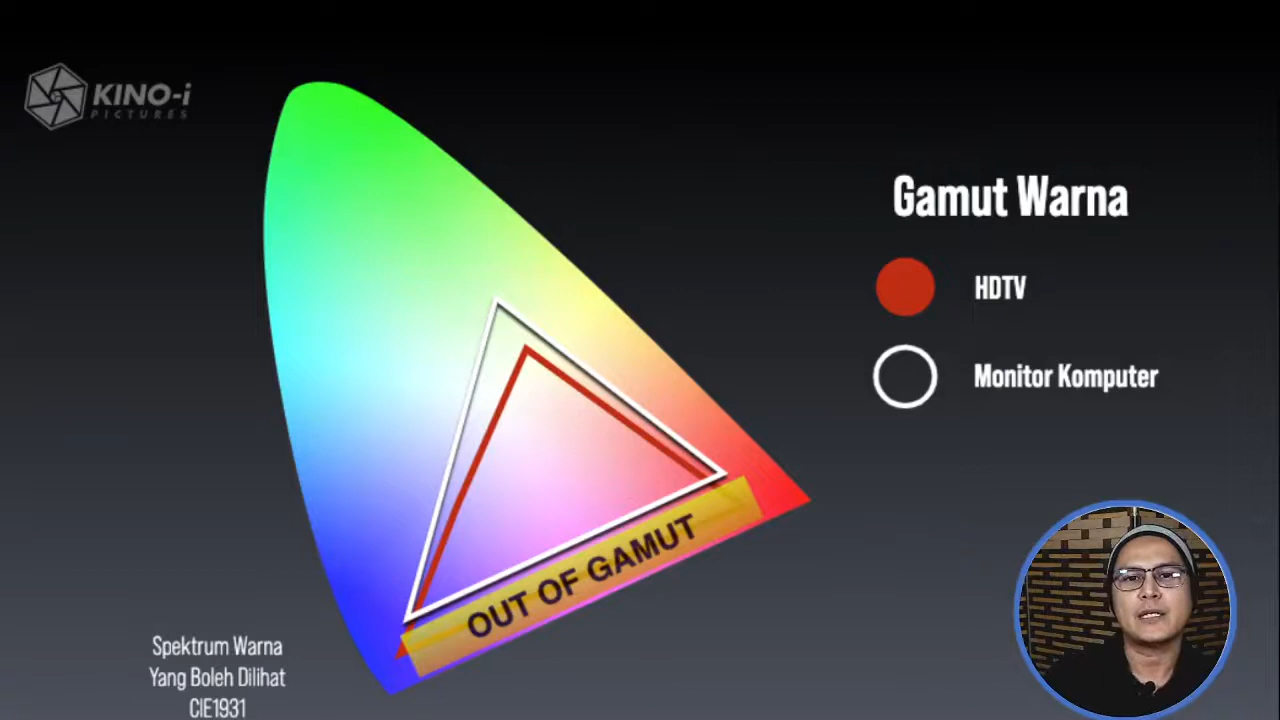 KINO-i
PICTURES
Gamut Warna
HDTV
Monitor Komputer
OUT OF GAMUT
Spektrum Warna
Yang Boleh Dilihat
CIE1931